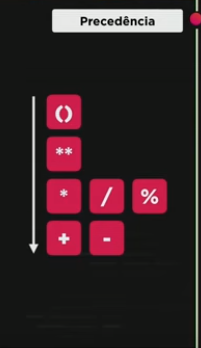 Precedência
()
**
* / %
+ -